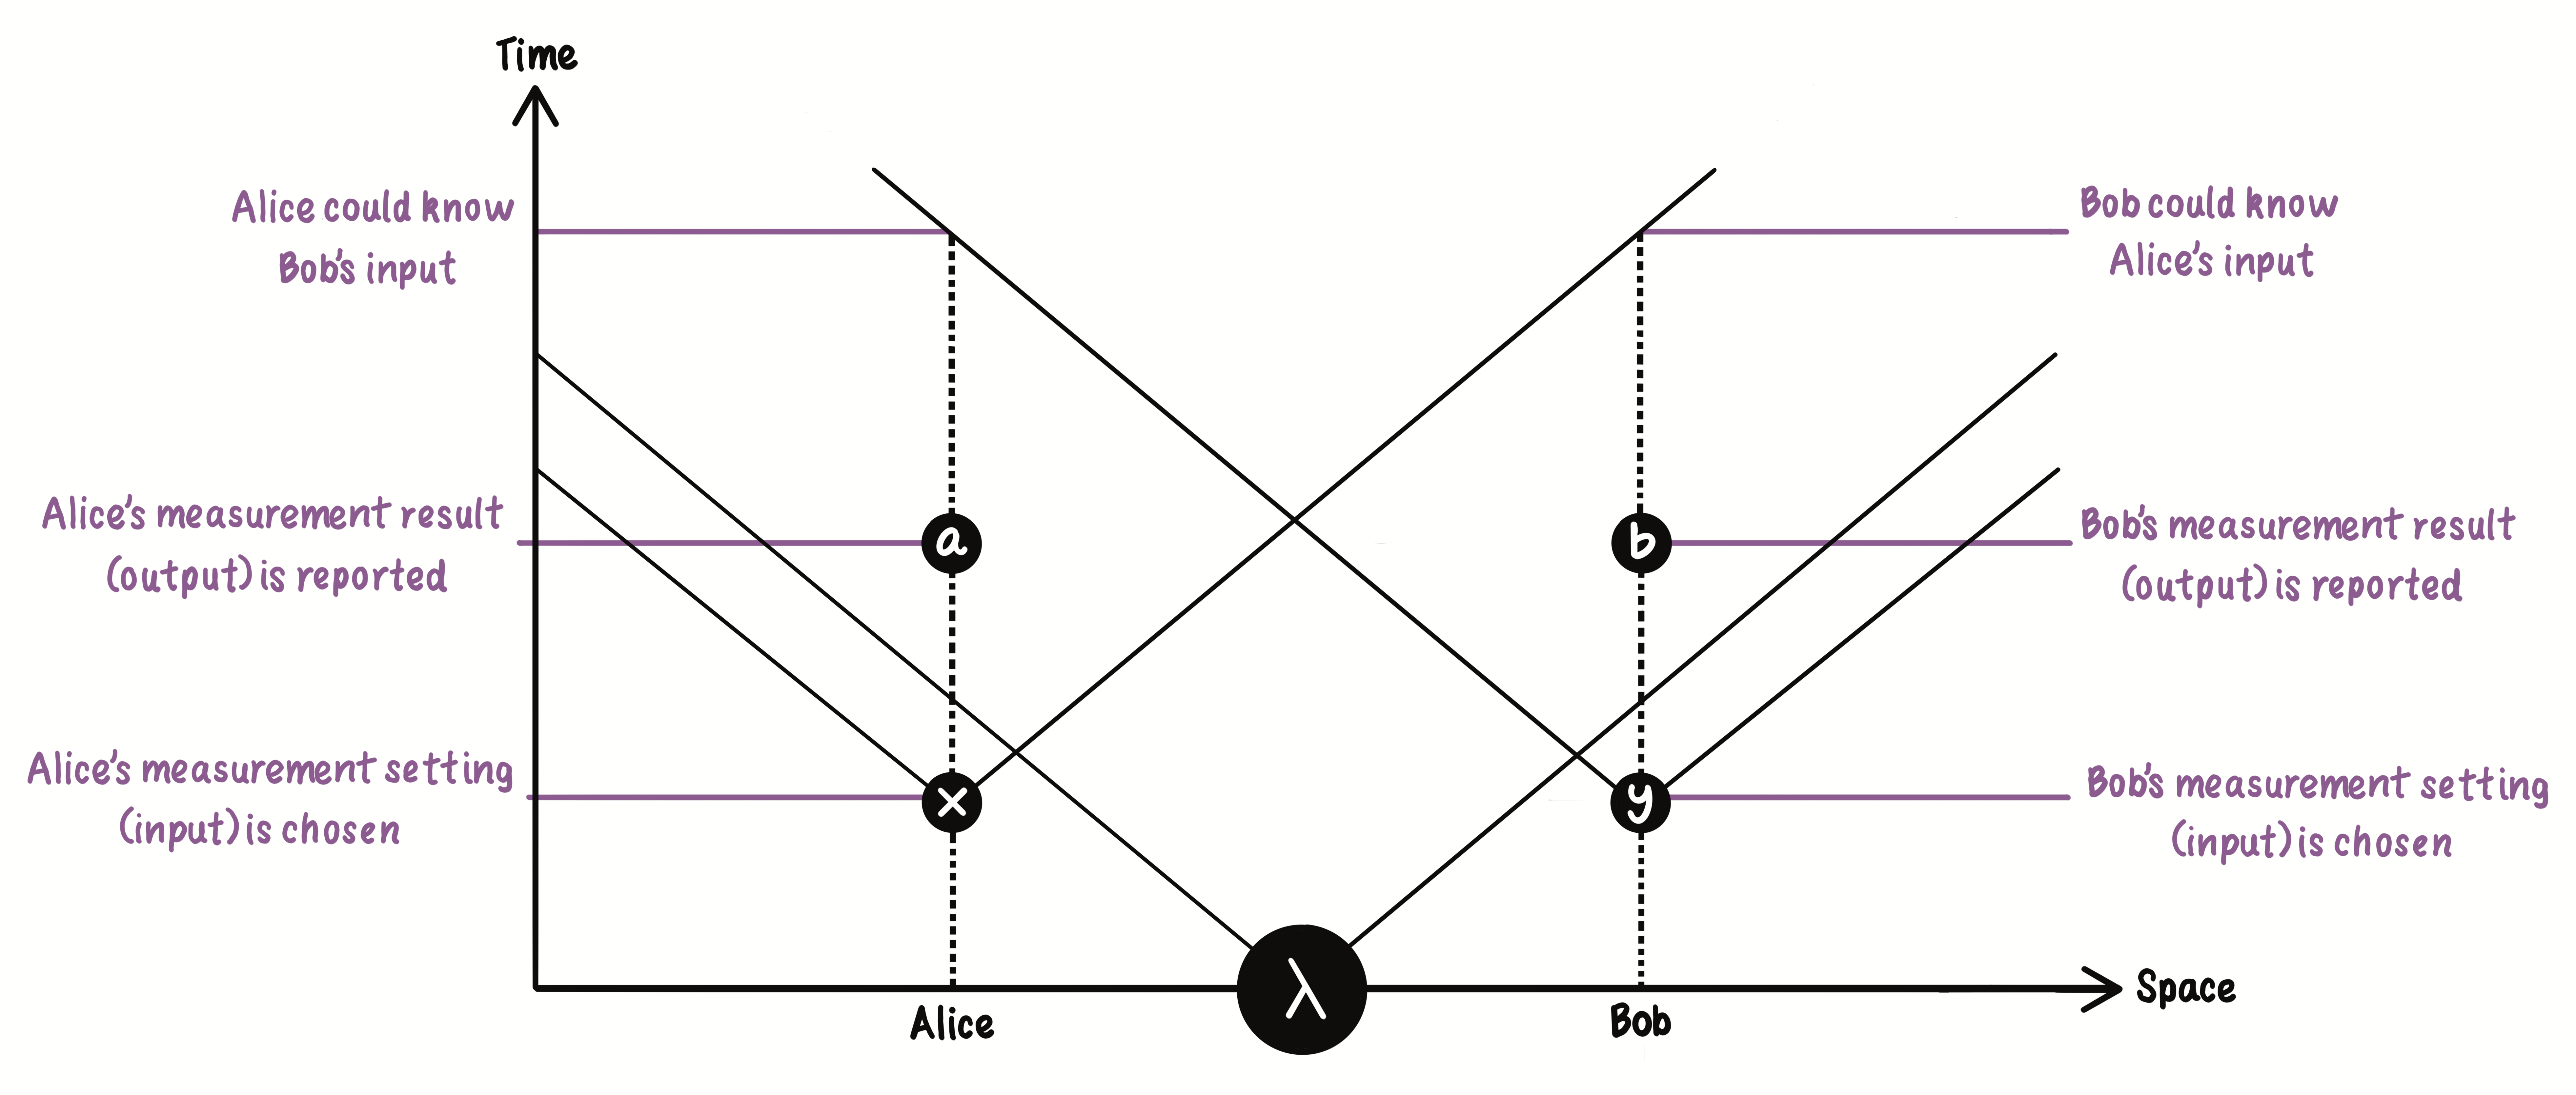 Time
Alice could know
Bob's input
Bob could know
Alice's input
Alice's measurement result
(output) is reported
a
b
Bob's measurement result
(output) is reported
Alice's measurement setting
(input) is chosen
x
y
Bob's measurement setting
(input) is chosen
λ
Space
Alice
Bob